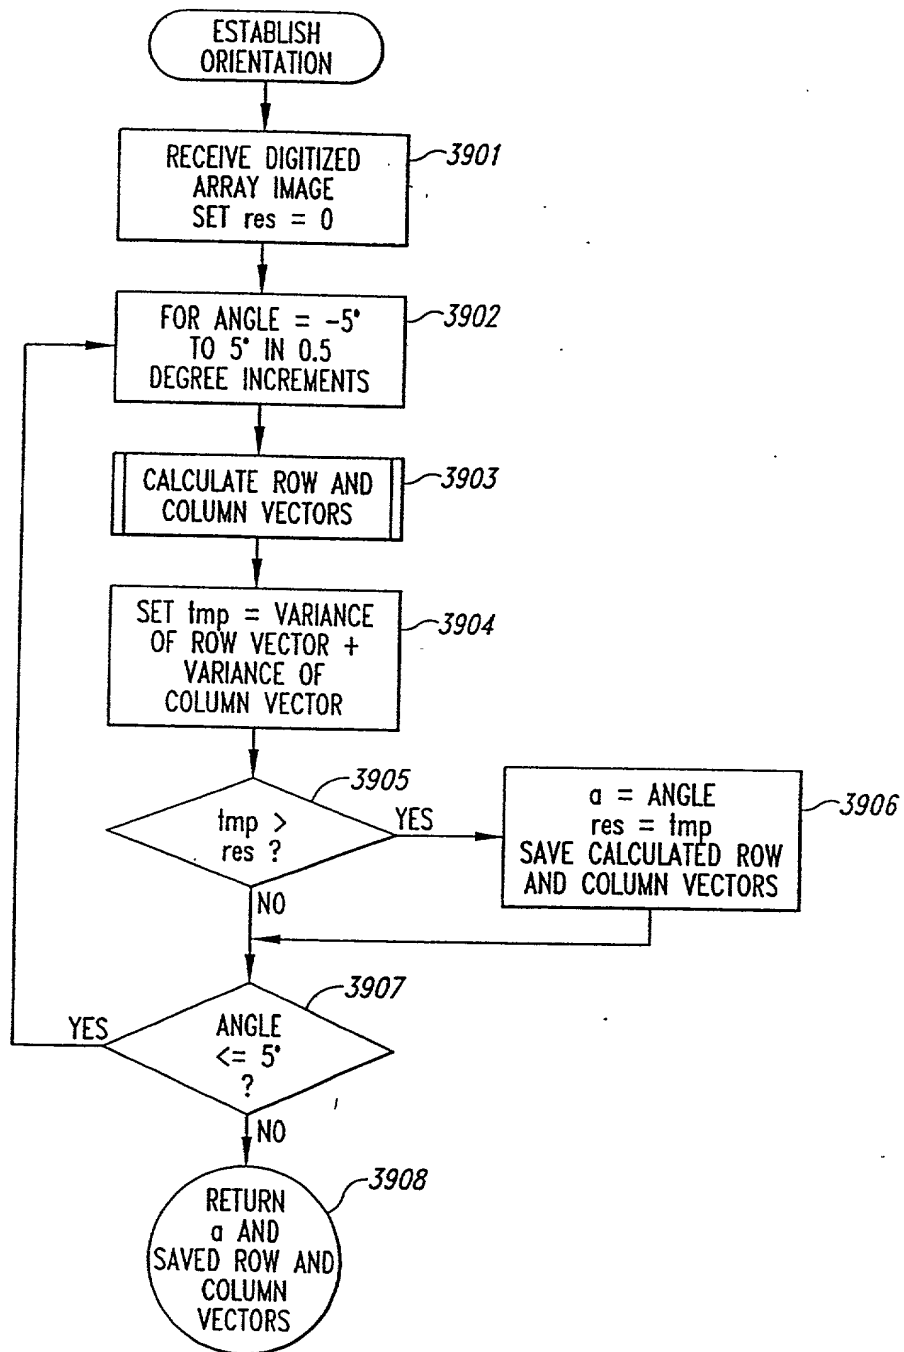 ESTABLISH
ORIENTATION
RECEIVE DIGITIZED
ARRAY IMAGE
SET res = 0
3901
FOR ANGLE = -5°
TO 5° IN 0.5
DEGREE INCREMENTS
3902
CALCULATE ROW AND
COLUMN VECTORS
3903
SET tmp = VARIANCE
OF ROW VECTOR +
VARIANCE OF
COLUMN VECTOR
3904
tmp >
res ?
3905
YES
a = ANGLE
res = tmp
SAVE CALCULATED ROW
AND COLUMN VECTORS
3906
NO
ANGLE
<= 5°
?
3907
YES
NO
RETURN
a AND
SAVED ROW AND
COLUMN
VECTORS
3908